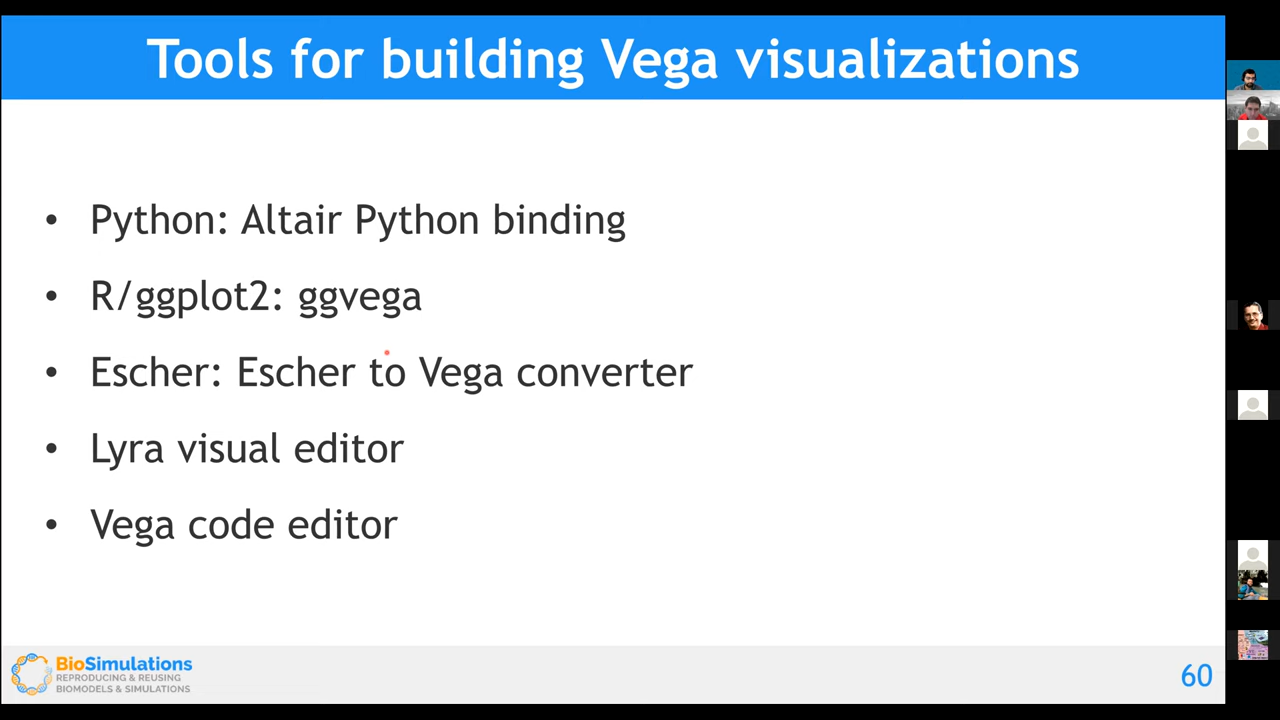 Tools for building Vega visualizations
• Python: Altair Python binding
• R/ggplot2: ggvega
• Escher: Escher to Vega converter
• Lyra visual editor
• Vega code editor
BioSimulations
REPRODUCING & REUSING
BIOMODELS & SIMULATIONS
60